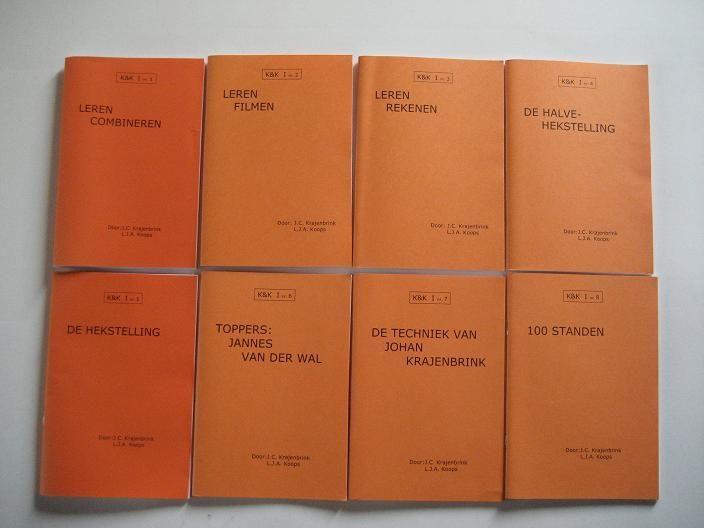 K&K I nr 1
LEREN
COMBINEREN
Door: J.C. Krajenbrink
L.J.A. Koops
K&K I nr 2
LEREN
FILMEN
Door: J.C. Krajenbrink
L.J.A. Koops
K&K I nr 3
LEREN
REKENEN
Door: J.C. Krajenbrink
L.J.A. Koops
K&K I nr 4
DE HALVE-
HEKSTELLING
Door: J.C. Krajenbrink
L.J.A. Koops
K&K I nr 5
DE HEKSTELLING
Door: J.C. Krajenbrink
L.J.A. Koops
K&K I nr 6
TOPPERS:
JANNES
VAN DER WAL
Door: J.C. Krajenbrink
L.J.A. Koops
K&K I nr 7
DE TECHNIEK VAN
JOHAN
KRAJENBRINK
Door: J.C. Krajenbrink
L.J.A. Koops
K&K I nr 8
100 STANDEN
Door: J.C. Krajenbrink
L.J.A. Koops